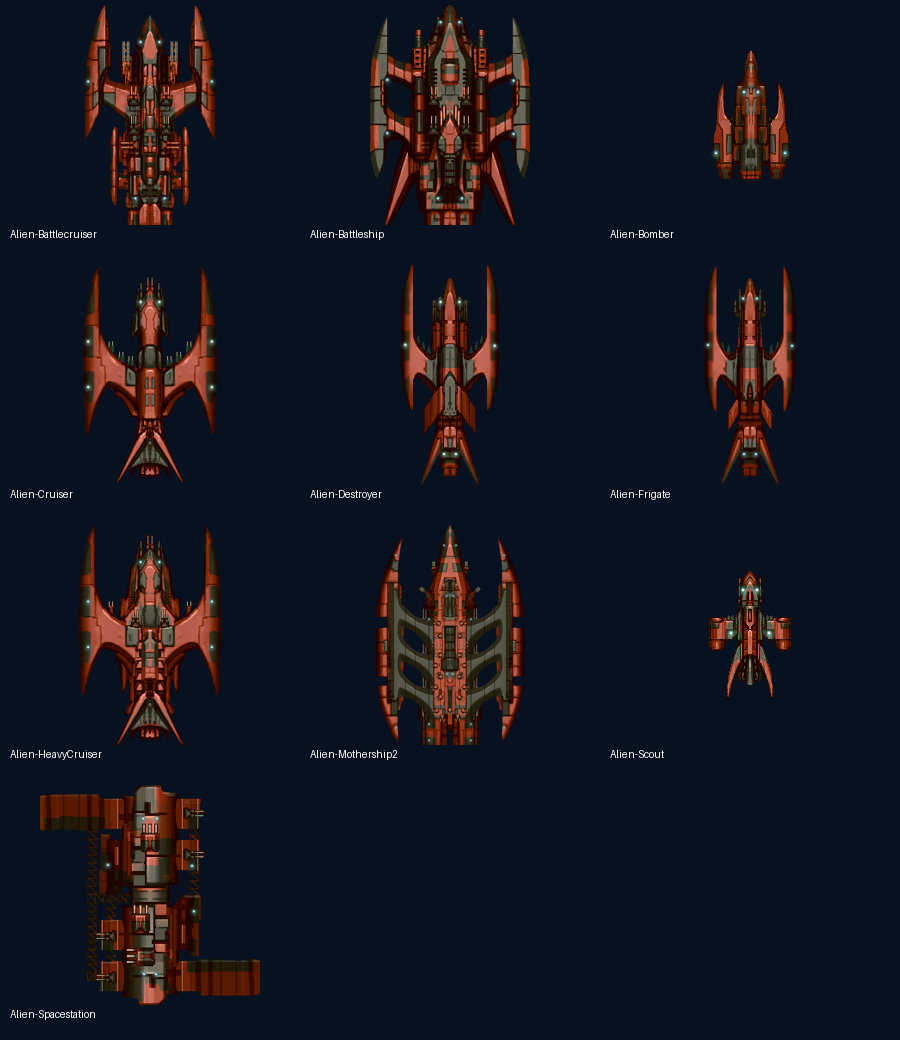 Alien-Battlecruiser
Alien-Battleship
Alien-Bomber
Alien-Cruiser
Alien-Destroyer
Alien-Frigate
Alien-HeavyCruiser
Alien-Mothership2
Alien-Scout
Alien-Spacestation